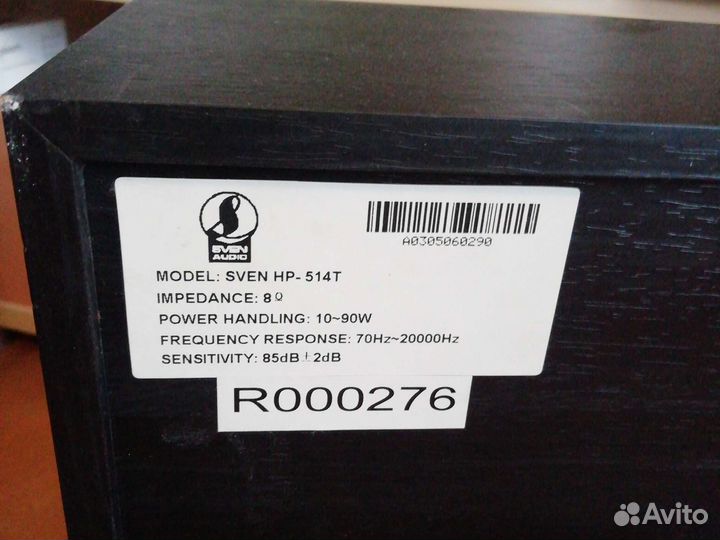 SVEN
AUDIO
A0305060290
MODEL: SVEN HP- 514T
IMPEDANCE: 8Ω
POWER HANDLING: 10~90W
FREQUENCY RESPONSE: 70Hz~20000Hz
SENSITIVITY: 85dB ±2dB
R000276
Avito